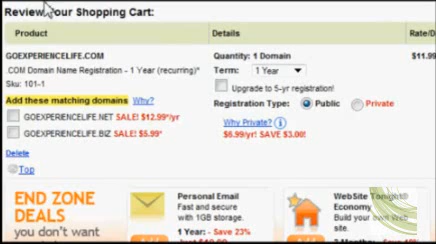 Review Your Shopping Cart:
Product Details Rate/D
GOEXPERIENCELIFE.COM Quantity: 1 Domain $11.99
.COM Domain Name Registration - 1 Year (recurring)* Term: 1 Year
Sku: 101-1
Upgrade to 5-yr registration!
Add these matching domains Why? Registration Type: Public Private
GOEXPERIENCELIFE.NET SALE! $12.99*/yr
Why Private?
GOEXPERIENCELIFE.BIZ SALE! $5.99*
$6.99/yr! SAVE $3.00!
Delete
Top
END ZONE
DEALS
you don't want
Personal Email
Fast and secure
with 1GB storage.
1 Year: - Save 23%
WebSite Tonight®
Economy
Build your own Web
site.